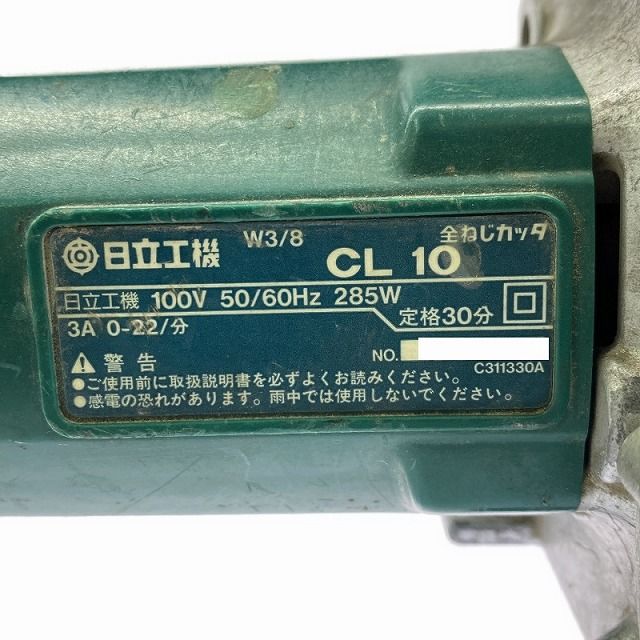 日立工機 W3/8 CL 10 全ねじカッタ
日立工機 100V 50/60Hz 285W
3A 0-22/分 定格30分
⚠ 警告 NO.
C311330A
●ご使用前に取扱説明書を必ずよくお読みください。
●感電の恐れがあります。雨中では使用しないでください。